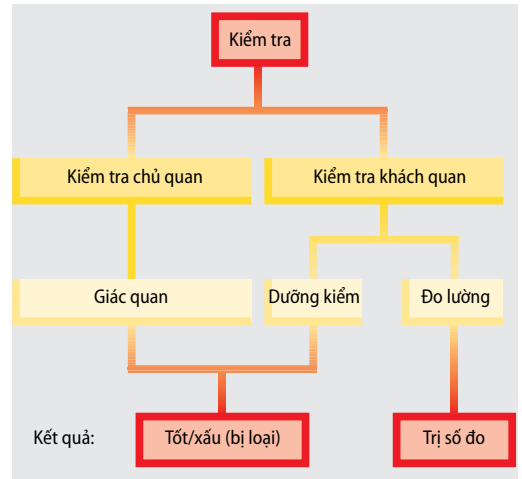 Kiểm tra
Kiểm tra chủ quan
Kiểm tra khách quan
Giác quan
Dưỡng kiểm
Đo lường
Kết quả:
Tốt/xấu (bị loại)
Trị số đo